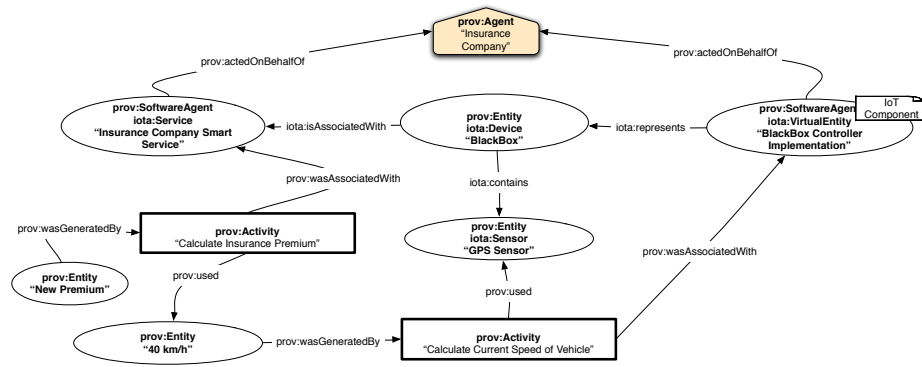 prov:Agent
“Insurance
Company”
prov:actedOnBehalfOf
prov:actedOnBehalfOf
prov:SoftwareAgent
iota:Service
“Insurance Company Smart
Service”
iota:isAssociatedWith
prov:Entity
iota:Device
“BlackBox”
iota:represents
prov:SoftwareAgen
iota:VirtualEntity
“BlackBox Controller
Implementation”
IoT
Component
prov:wasAssociatedWith
iota:contains
prov:wasGeneratedBy
prov:Activity
“Calculate Insurance Premium”
prov:Entity
iota:Sensor
“GPS Sensor”
prov:wasAssociatedWith
prov:Entity
“New Premium”
prov:used
prov:used
prov:Entity
“40 km/h”
prov:wasGeneratedBy
prov:Activity
“Calculate Current Speed of Vehicle”